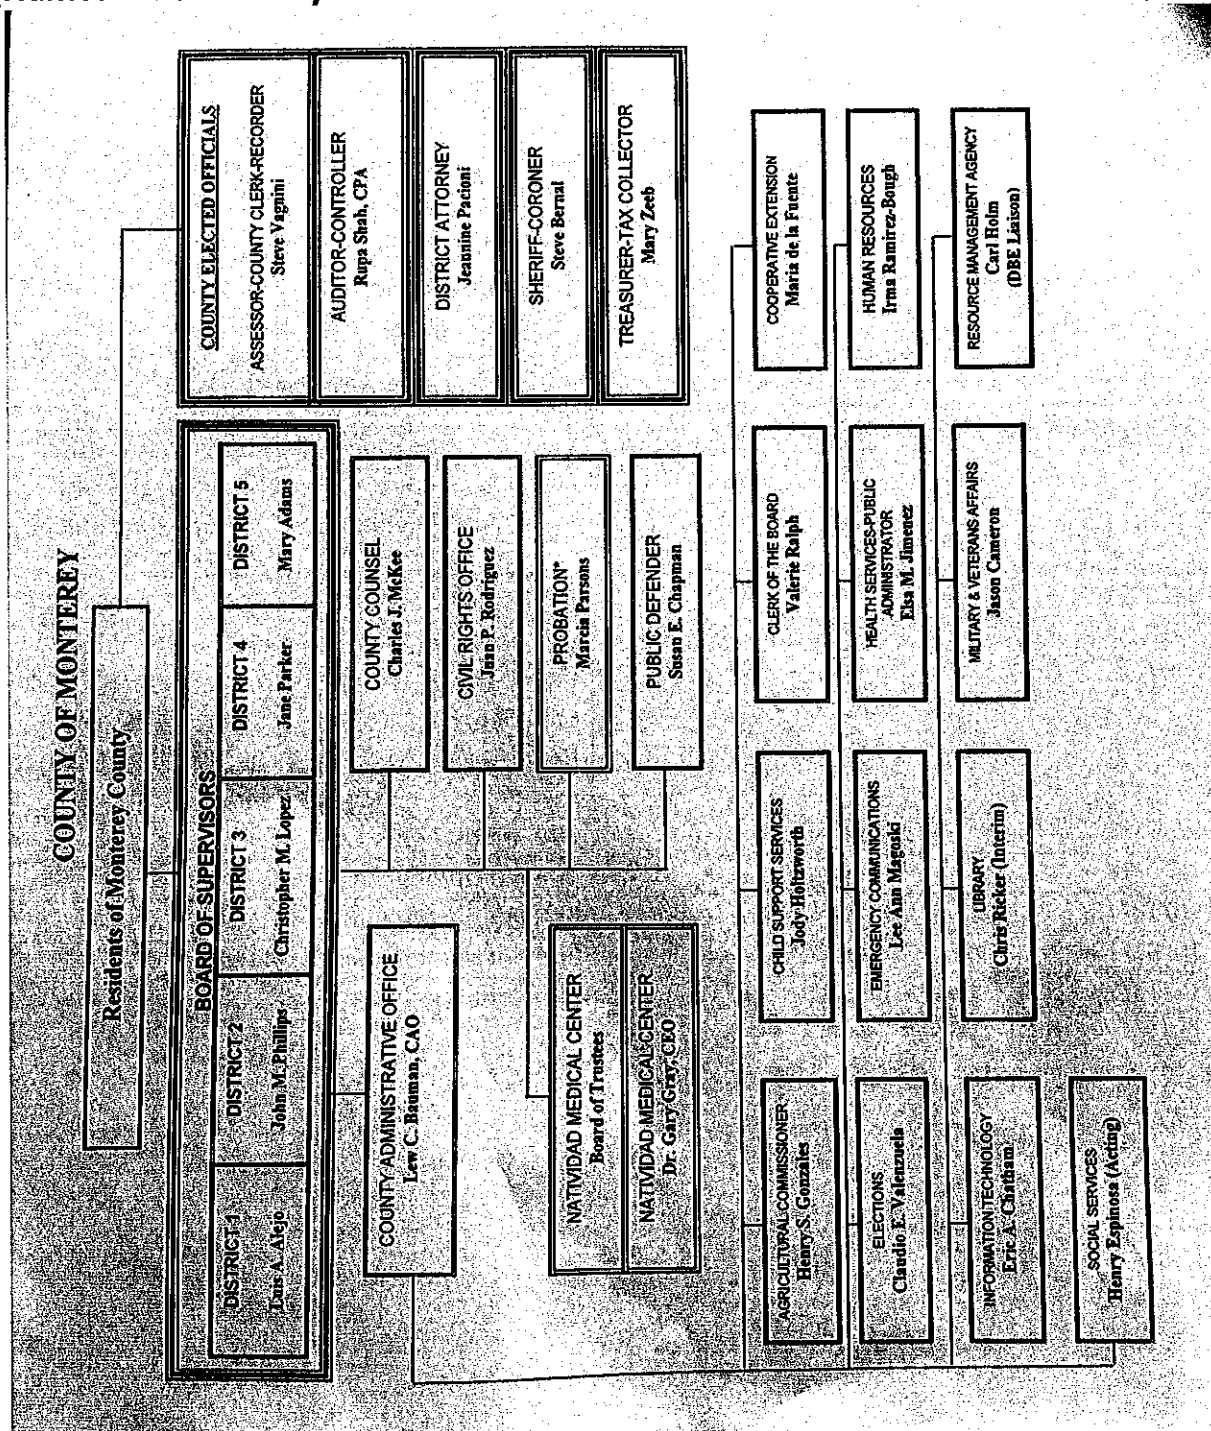 COUNTY OF MONTEREY
Residents of Monterey County
BOARD OF SUPERVISORS
DISTRICT 1
Luis A. Alejo
DISTRICT 2
John M. Phillips
DISTRICT 3
Christopher M. Lopez
DISTRICT 4
Jane Parker
DISTRICT 5
Mary Adams
COUNTY ELECTED OFFICIALS
ASSESSOR-COUNTY CLERK-RECORDER
Steve Vagnini
AUDITOR-CONTROLLER
Rupa Shah, CPA
DISTRICT ATTORNEY
Jeannine Pacioni
SHERIFF-CORONER
Steve Bernal
TREASURER-TAX COLLECTOR
Mary Zeeb
COUNTY ADMINISTRATIVE OFFICE
Lew C. Bauman, CAO
COUNTY COUNSEL
Charles J. McKee
CIVIL RIGHTS OFFICE
Juan P. Rodriguez
PROBATION*
Marcia Parsons
PUBLIC DEFENDER
Susan E. Chapman
NATIVIDAD MEDICAL CENTER
Board of Trustees
NATIVIDAD MEDICAL CENTER
Dr. Gary Gray, CEO
AGRICULTURAL COMMISSIONER
Henry S. Gonzales
CHILD SUPPORT SERVICES
Jody Holtzworth
CLERK OF THE BOARD
Valerie Ralph
COOPERATIVE EXTENSION
Maria de la Fuente
ELECTIONS
Claudio E. Valenzuela
EMERGENCY COMMUNICATIONS
Lee Ann Magoski
HEALTH SERVICES-PUBLIC
ADMINISTRATOR
Elsa M. Jimenez
HUMAN RESOURCES
Irma Ramirez-Bough
INFORMATION TECHNOLOGY
Eric A. Chatham
LIBRARY
Chris Ricker (Interim)
MILITARY & VETERANS AFFAIRS
Jason Cameron
RESOURCE MANAGEMENT AGENCY
Carl Holm
(DBE Liaison)
SOCIAL SERVICES
Henry Espinosa (Acting)